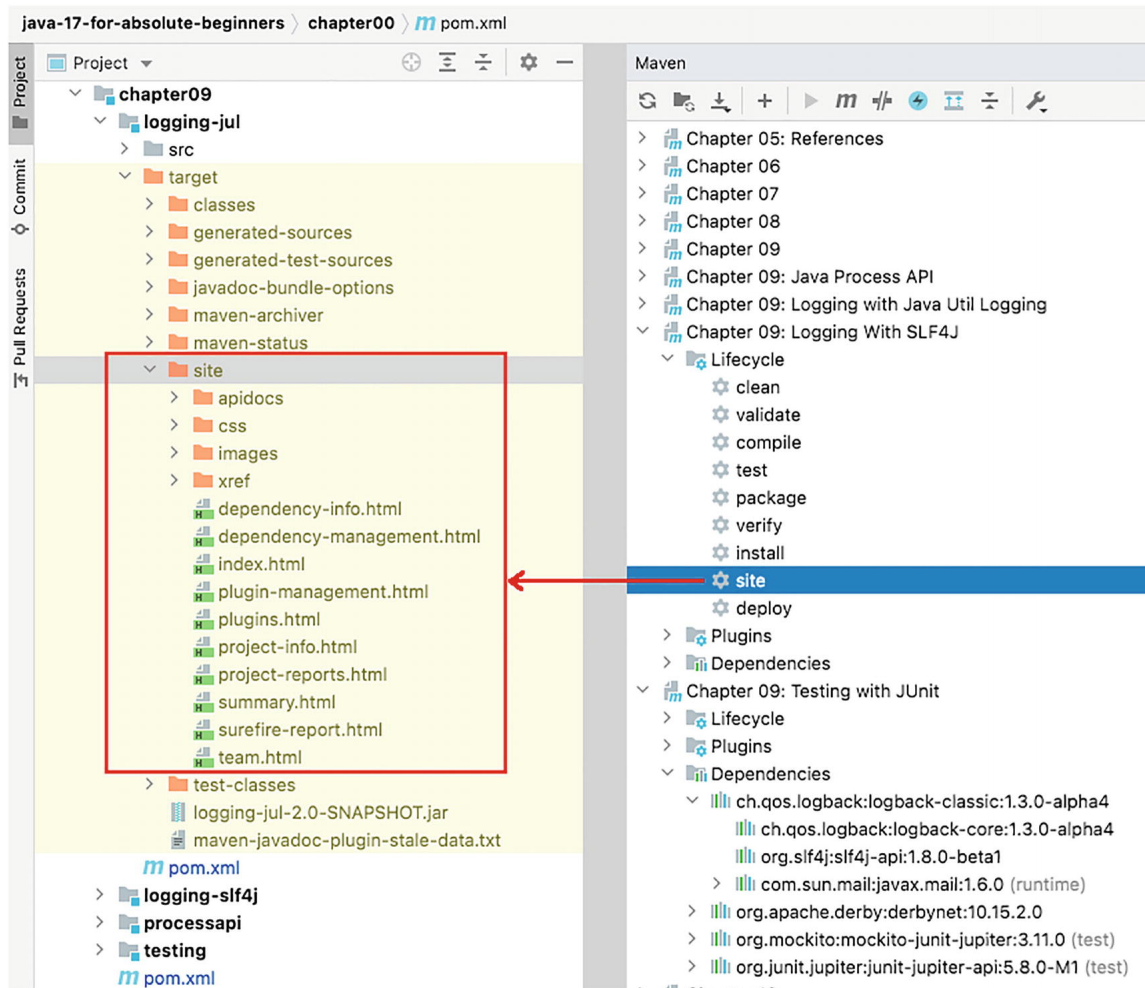 java-17-for-absolute-beginners chapter00 m pom.xml
Project
Commit
Pull Requests
Project
chapter09
logging-jul
src
target
classes
generated-sources
generated-test-sources
javadoc-bundle-options
maven-archiver
maven-status
site
apidocs
css
images
xref
dependency-info.html
dependency-management.html
index.html
plugin-management.html
plugins.html
project-info.html
project-reports.html
summary.html
surefire-report.html
team.html
test-classes
logging-jul-2.0-SNAPSHOT.jar
maven-javadoc-plugin-stale-data.txt
m pom.xml
logging-slf4j
processapi
testing
m pom.xml
Maven
m
Chapter 05: References
Chapter 06
Chapter 07
Chapter 08
Chapter 09
Chapter 09: Java Process API
Chapter 09: Logging with Java Util Logging
Chapter 09: Logging With SLF4J
Lifecycle
clean
validate
compile
test
package
verify
install
site
deploy
Plugins
Dependencies
Chapter 09: Testing with JUnit
Lifecycle
Plugins
Dependencies
ch.qos.logback:logback-classic:1.3.0-alpha4
ch.qos.logback:logback-core:1.3.0-alpha4
org.slf4j:slf4j-api:1.8.0-beta1
com.sun.mail:javax.mail:1.6.0 (runtime)
org.apache.derby:derbynet:10.15.2.0
org.mockito:mockito-junit-jupiter:3.11.0 (test)
org.junit.jupiter:junit-jupiter-api:5.8.0-M1 (test)